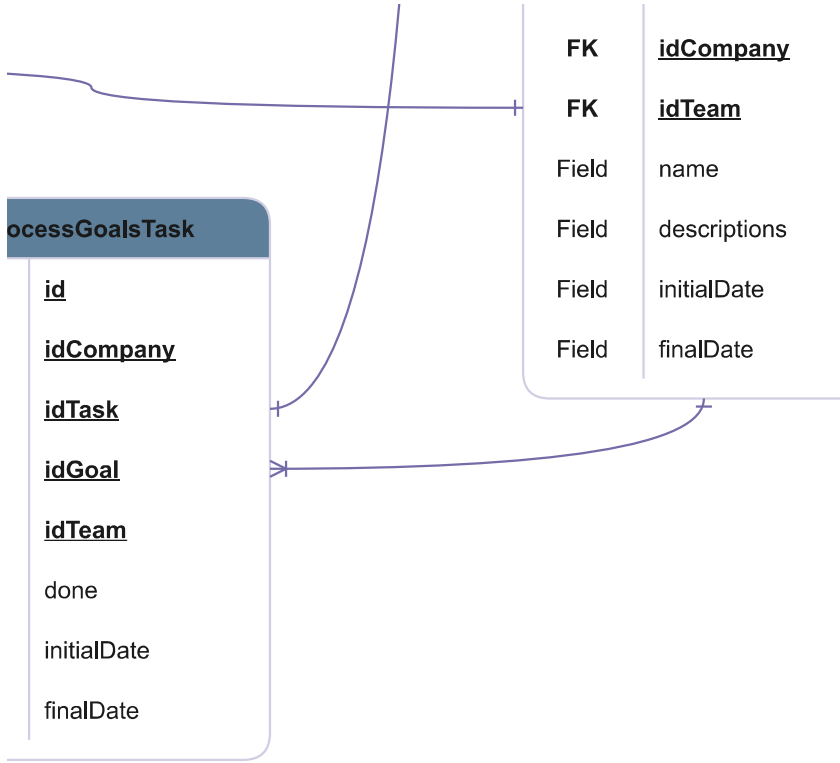 FK idCompany
FK idTeam
Field name
Field descriptions
Field initialDate
Field finalDate
ocessGoalsTask
id
idCompany
idTask
idGoal
idTeam
done
initialDate
finalDate